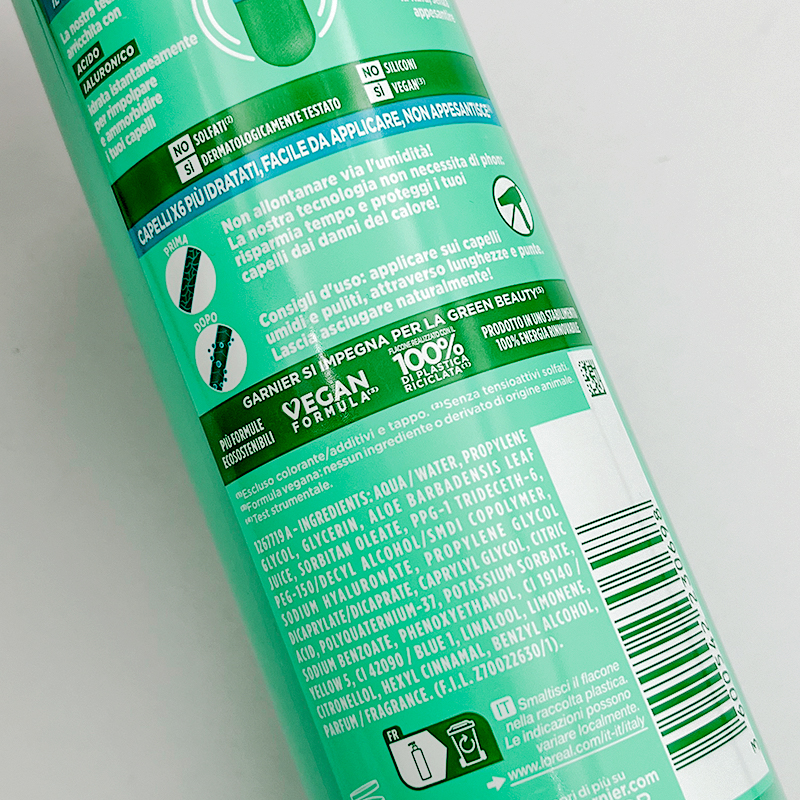 La nostra
arricchita con
ACIDO
IALURONICO
idrata istantaneamente
per rimpolpare
e ammorbidire
i tuoi capelli
appesantire
NO SOLFATI⁽²⁾
SÌ DERMATOLOGICAMENTE TESTATO
NO SILICONI
SÌ VEGAN⁽³⁾
CAPELLI X6 PIÙ IDRATATI, FACILE DA APPLICARE, NON APPESANTISCE
PRIMA
DOPO
Non allontanare via l'umidità!
La nostra tecnologia non necessita di phon:
risparmia tempo e proteggi i tuoi
capelli dai danni del calore!
Consigli d'uso: applicare sui capelli
umidi e puliti, attraverso lunghezze e punte.
Lascia asciugare naturalmente!
GARNIER SI IMPEGNA PER LA GREEN BEAUTY⁽⁵⁾
PIÙ FORMULE
ECOSOSTENIBILI
VEGAN
FORMULA⁽³⁾
FLACONE REALIZZATO CON IL
100%
DI PLASTICA
RICICLATA⁽¹⁾
PRODOTTO IN UNO STABILIMENTO
100% ENERGIA RINNOVABILE
⁽¹⁾Escluso colorante/additivi e tappo. ⁽²⁾Senza tensioattivi solfati.
⁽³⁾Formula vegana: nessun ingrediente o derivato di origine animale.
⁽⁴⁾Test strumentale.
1267719 A - INGREDIENTS: AQUA / WATER, PROPYLENE
GLYCOL, GLYCERIN, ALOE BARBADENSIS LEAF
JUICE, SORBITAN OLEATE, PPG-1 TRIDECETH-6,
PEG-150/DECYL ALCOHOL/SMDI COPOLYMER,
SODIUM HYALURONATE, PROPYLENE GLYCOL
DICAPRYLATE/DICAPRATE, CAPRYLYL GLYCOL, CITRIC
ACID, POLYQUATERNIUM-37, POTASSIUM SORBATE,
SODIUM BENZOATE, PHENOXYETHANOL, CI 19140 /
YELLOW 5, CI 42090 / BLUE 1, LINALOOL, LIMONENE,
CITRONELLOL, HEXYL CINNAMAL, BENZYL ALCOHOL,
PARFUM / FRAGRANCE. (F.I.L. Z70022630/1).
FR
IT Smaltisci il flacone
nella raccolta plastica.
Le indicazioni possono
variare localmente.
www.loreal.com/it-it/italy
di più su